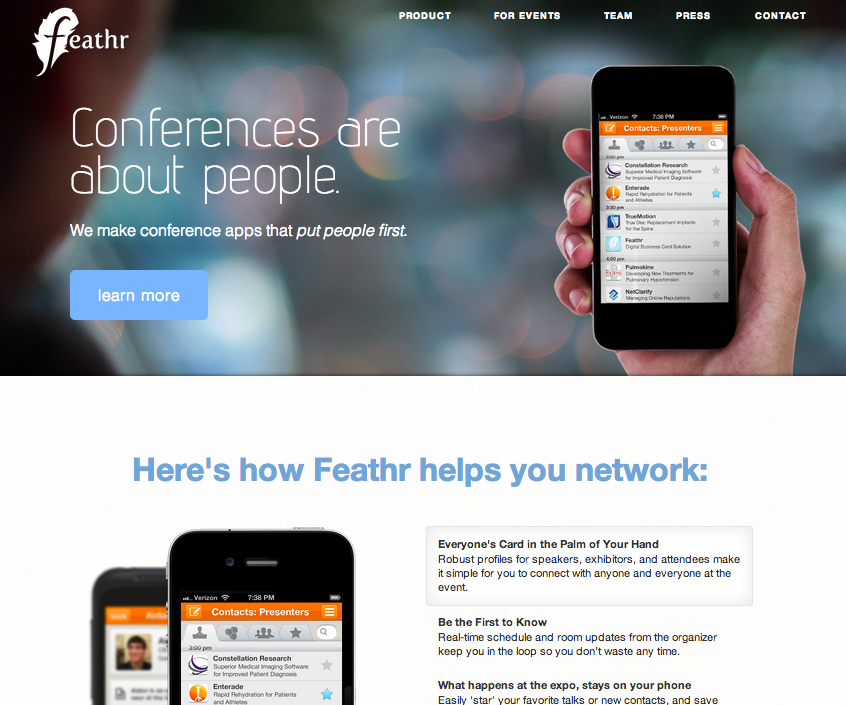 feathr
PRODUCT
FOR EVENTS
TEAM
PRESS
CONTACT
Conferences are
about people.
We make conference apps that put people first.
learn more
Verizon
7:38 PM
Contacts: Presenters
3:00 pm
Constellation Research
Superior Medical Imaging Software
for Improved Patient Diagnosis
Enterade
Rapid Rehydration for Patients
and Athletes
3:30 pm
TrueMotion
True Disc Replacement Implants
for the Spine
Feathr
Digital Business Card Solution
4:00 pm
Pulmokine
Developing New Treatments for
Pulmonary Hypertension
NetClarify
Managing Online Reputations
Here's how Feathr helps you network:
Verizon
7:38 PM
Contacts: Presenters
3:00 pm
Constellation Research
Superior Medical Imaging Software
for Improved Patient Diagnosis
Enterade
Rapid Rehydration for Patients
and Athletes
Everyone's Card in the Palm of Your Hand
Robust profiles for speakers, exhibitors, and attendees make
it simple for you to connect with anyone and everyone at the
event.
Be the First to Know
Real-time schedule and room updates from the organizer
keep you in the loop so you don't waste any time.
What happens at the expo, stays on your phone
Easily 'star' your favorite talks or new contacts, and save